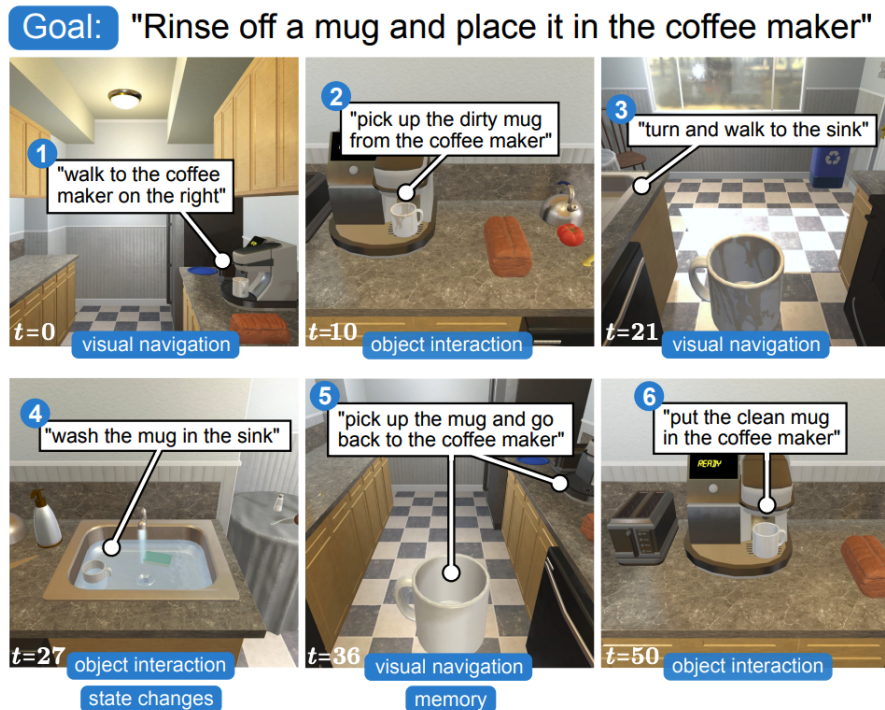 Goal: "Rinse off a mug and place it in the coffee maker"
1
"walk to the coffee
maker on the right"
t=0
visual navigation
2
"pick up the dirty mug
from the coffee maker"
t=10
object interaction
3
"turn and walk to the sink"
t=21
visual navigation
4
"wash the mug in the sink"
t=27
object interaction
state changes
5
"pick up the mug and go
back to the coffee maker"
t=36
visual navigation
memory
6
"put the clean mug
in the coffee maker"
READY
t=50
object interaction